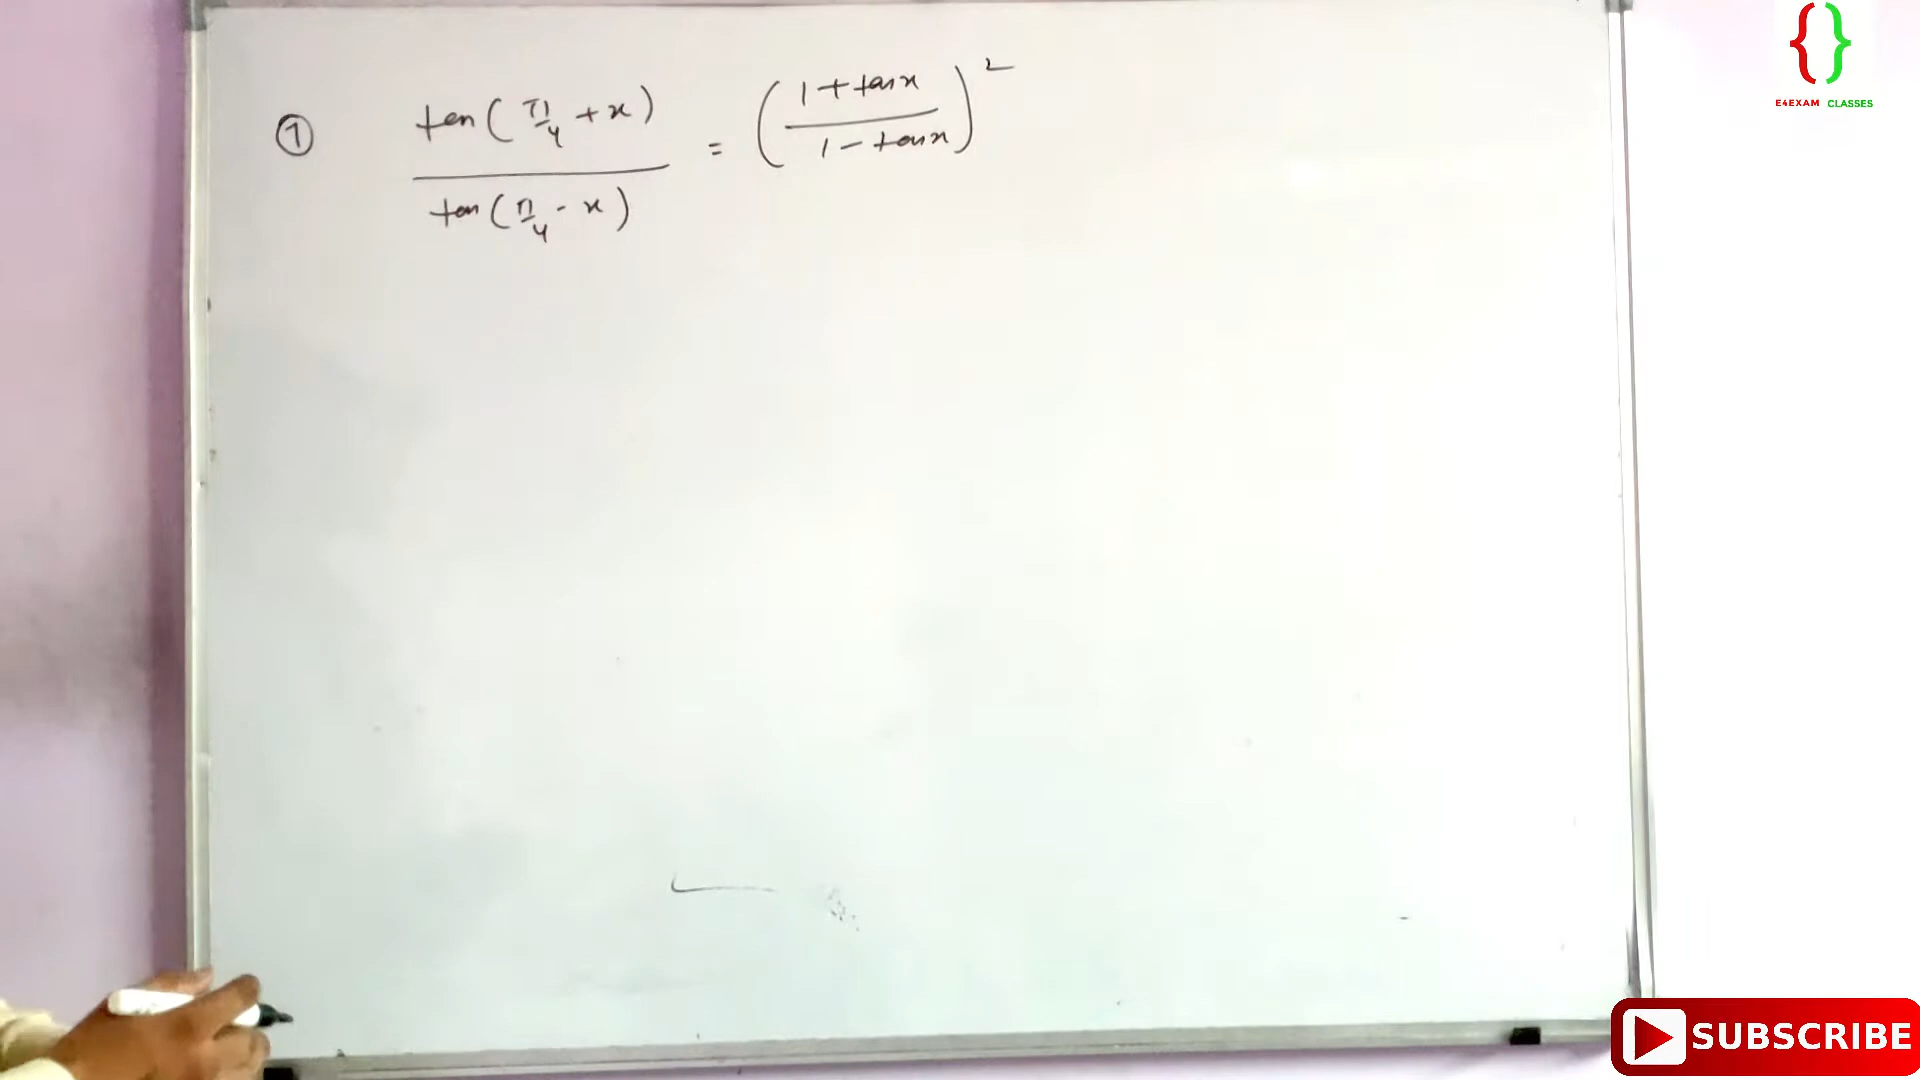 ① tan(π/4 + x) / tan(π/4 - x) = ((1 + tan x) / (1 - tan x))²
{}
E4EXAM CLASSES
SUBSCRIBE